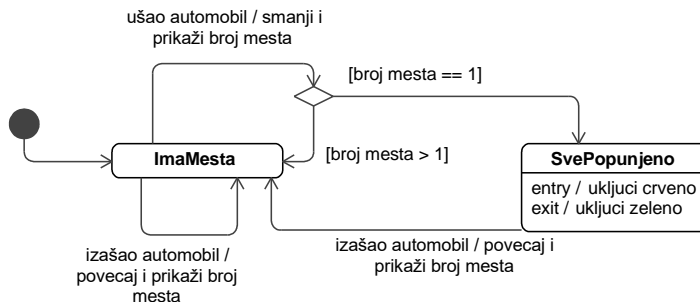 ušao automobil / smanji i
prikaži broj mesta
[broj mesta == 1]
ImaMesta
[broj mesta > 1]
SvePopunjeno
entry / ukljuci crveno
exit / ukljuci zeleno
izašao automobil /
povecaj i prikaži broj
mesta
izašao automobil / povecaj i
prikaži broj mesta